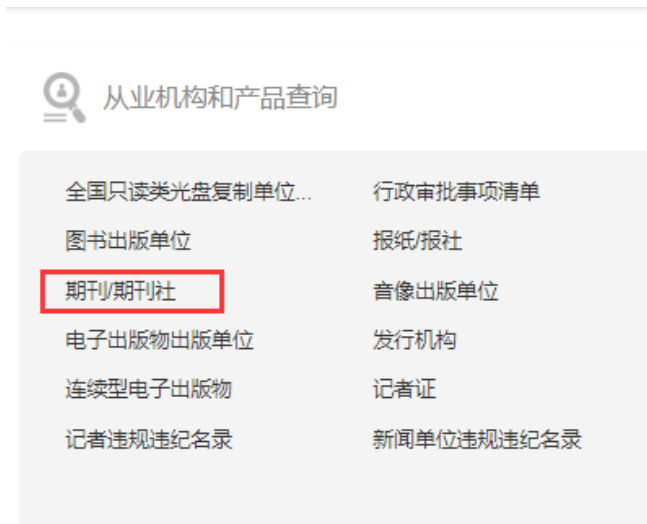 从业机构和产品查询
全国只读类光盘复制单位... 行政审批事项清单
图书出版单位 报纸/报社
期刊/期刊社 音像出版单位
电子出版物出版单位 发行机构
连续型电子出版物 记者证
记者违规违纪名录 新闻单位违规违纪名录